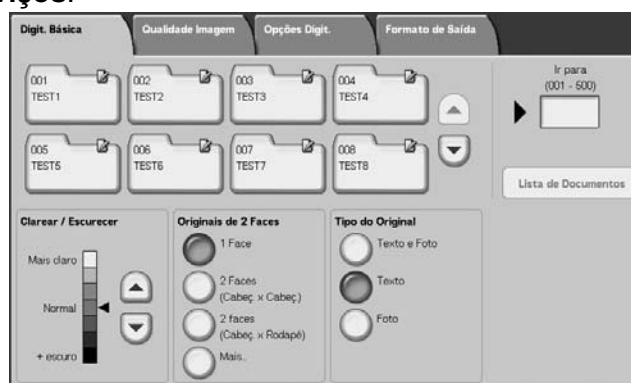 Digit. Básica
Qualidade Imagem
Opções Digit.
Formato de Saída
001
TEST1
002
TEST2
003
TEST3
004
TEST4
Ir para
(001 - 500)
005
TEST5
006
TEST6
007
TEST7
008
TEST8
Lista de Documentos
Clarear / Escurecer
Mais claro
Normal
+ escuro
Originais de 2 Faces
1 Face
2 Faces
(Cabeç. x Cabeç.)
2 faces
(Cabeç. x Rodapé)
Mais..
Tipo do Original
Texto e Foto
Texto
Foto